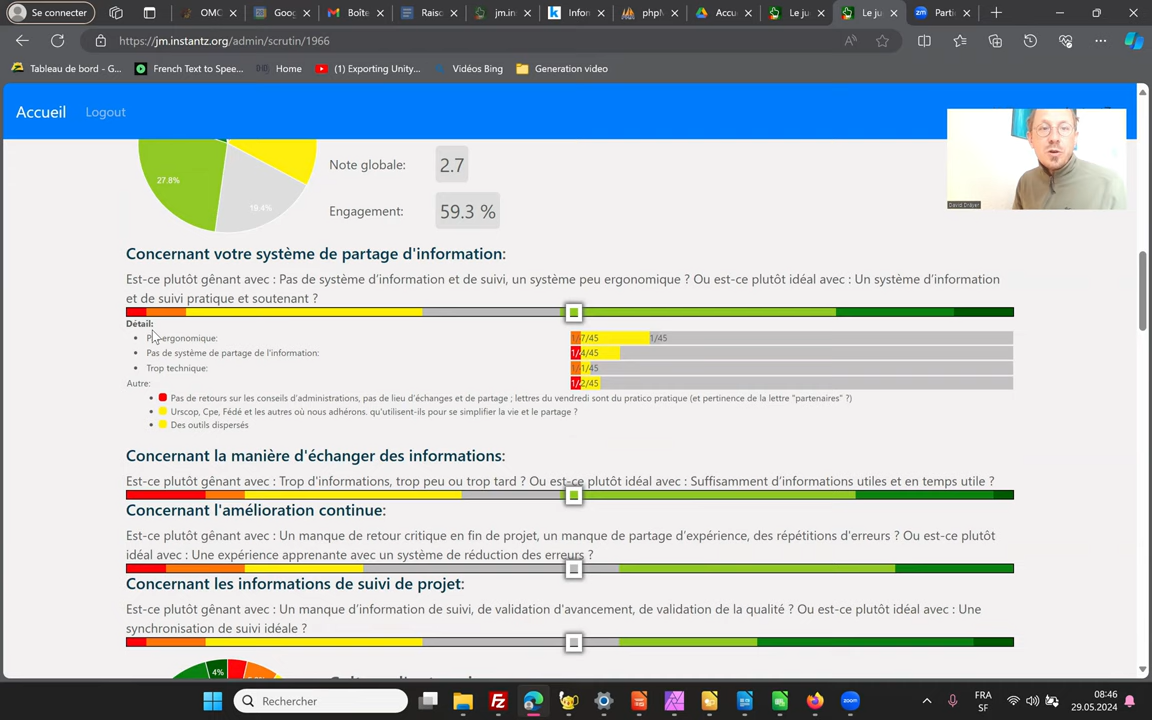 Se connecter
OMC
Goog
Boîte
Raiso
jm.in
Infor
phpM
Accu
Le ju
Le ju
Parti
https://jm.instantz.org/admin/scrutin/1966
Tableau de bord - G...
French Text to Spee...
Home
(1) Exporting Unity...
Vidéos Bing
Generation video
Accueil
Logout
27.8%
19.4%
Note globale:
2.7
Engagement:
59.3 %
Concernant votre système de partage d'information:
Est-ce plutôt gênant avec : Pas de système d'information et de suivi, un système peu ergonomique ? Ou est-ce plutôt idéal avec : Un système d'information
et de suivi pratique et soutenant ?
Détail:
ergonomique:
1/45
Pas de système de partage de l'information:
Trop technique:
Autre:
Pas de retours sur les conseils d'administrations, pas de lieu d'échanges et de partage ; lettres du vendredi sont du pratico pratique (et pertinence de la lettre "partenaires" ?)
Urscop, Cpe, Fédé et les autres où nous adhérons. qu'utilisent-ils pour se simplifier la vie et le partage ?
Des outils dispersés
Concernant la manière d'échanger des informations:
Est-ce plutôt gênant avec : Trop d'informations, trop peu ou trop tard ? Ou est-ce plutôt idéal avec : Suffisamment d'informations utiles et en temps utile ?
Concernant l'amélioration continue:
Est-ce plutôt gênant avec : Un manque de retour critique en fin de projet, un manque de partage d'expérience, des répétitions d'erreurs ? Ou est-ce plutôt
idéal avec : Une expérience apprenante avec un système de réduction des erreurs ?
Concernant les informations de suivi de projet:
Est-ce plutôt gênant avec : Un manque d'information de suivi, de validation d'avancement, de validation de la qualité ? Ou est-ce plutôt idéal avec : Une
synchronisation de suivi idéale ?
4%
Rechercher
FRA
SF
08:46
29.05.2024